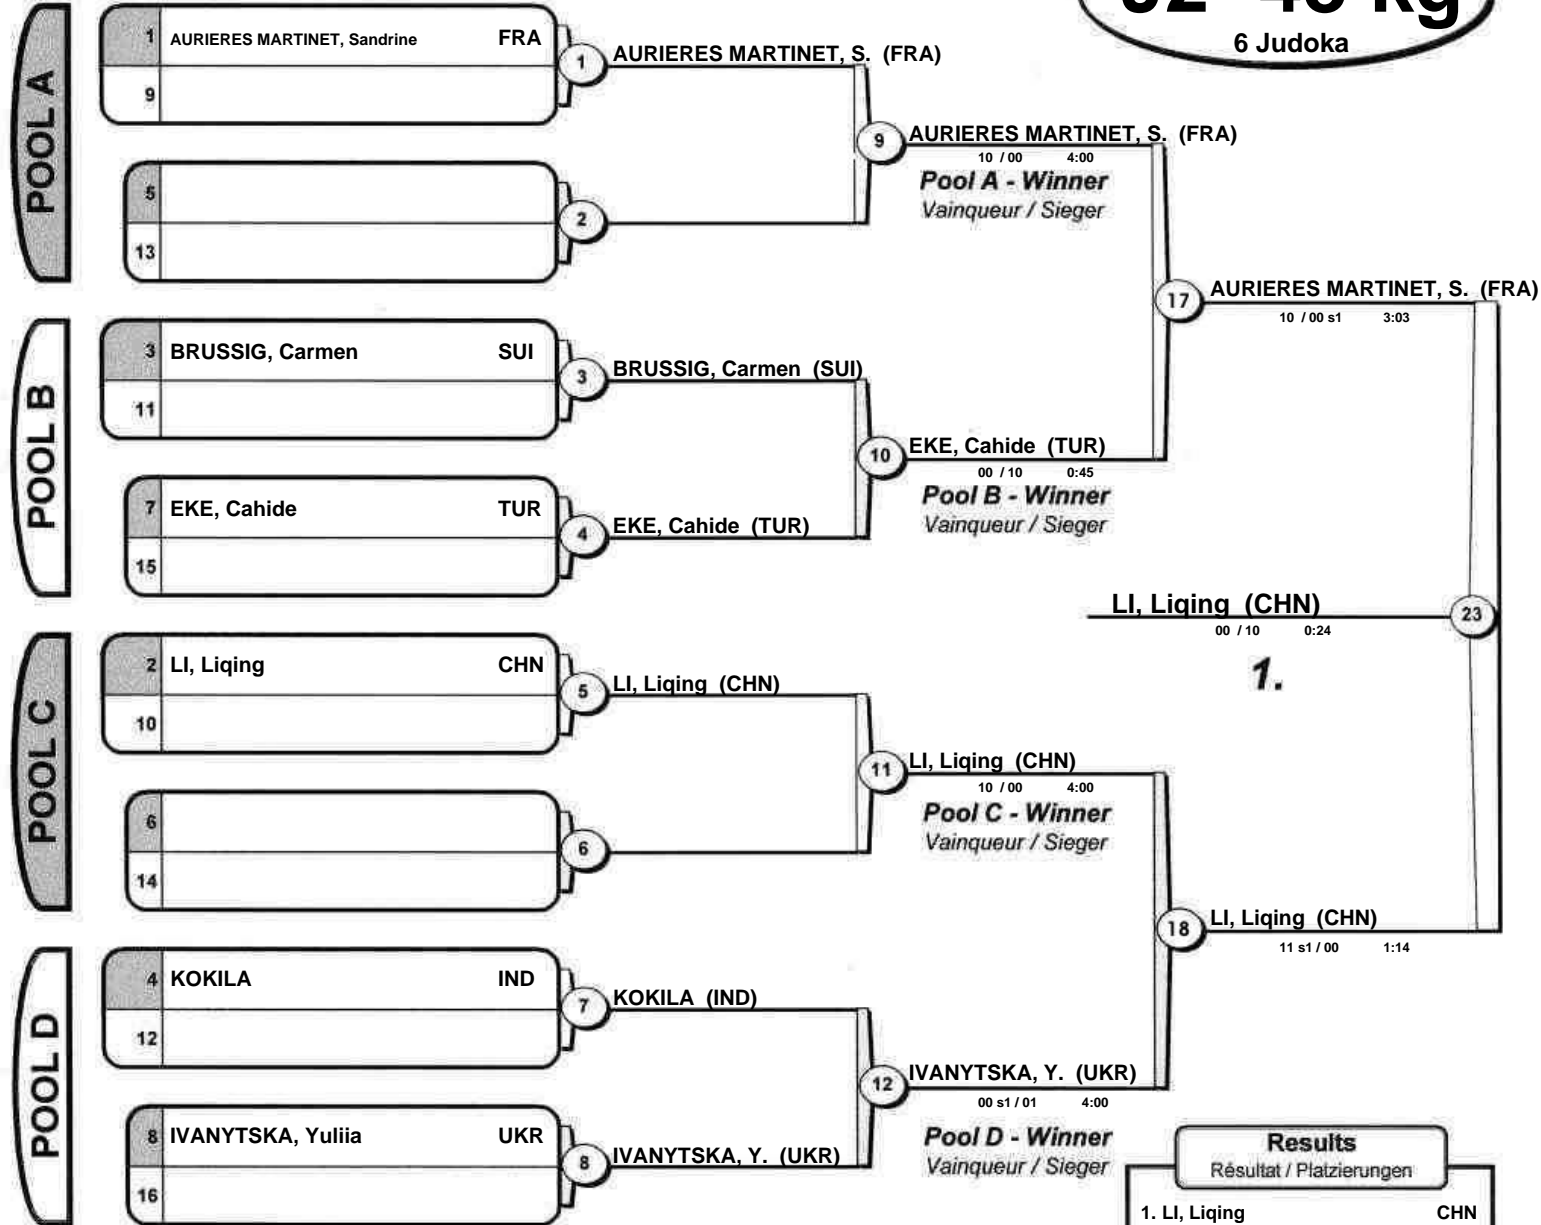 J2 -48 kg
6 Judoka
POOL A
1 AURIERES MARTINET, Sandrine FRA
9
1
AURIERES MARTINET, S. (FRA)
5
13
2
9
AURIERES MARTINET, S. (FRA)
10 / 00 4:00
Pool A - Winner
Vainqueur / Sieger
POOL B
3 BRUSSIG, Carmen SUI
11
3
BRUSSIG, Carmen (SUI)
7 EKE, Cahide TUR
15
4
EKE, Cahide (TUR)
10
EKE, Cahide (TUR)
00 / 10 0:45
Pool B - Winner
Vainqueur / Sieger
17
AURIERES MARTINET, S. (FRA)
10 / 00 s1 3:03
POOL C
2 LI, Liqing CHN
10
5
LI, Liqing (CHN)
6
14
6
11
LI, Liqing (CHN)
10 / 00 4:00
Pool C - Winner
Vainqueur / Sieger
POOL D
4 KOKILA IND
12
7
KOKILA (IND)
8 IVANYTSKA, Yuliia UKR
16
8
IVANYTSKA, Y. (UKR)
12
IVANYTSKA, Y. (UKR)
00 s1 / 01 4:00
Pool D - Winner
Vainqueur / Sieger
18
LI, Liqing (CHN)
11 s1 / 00 1:14
23
LI, Liqing (CHN)
00 / 10 0:24
1.
Results
Résultat / Platzierungen
1. LI, Liqing CHN